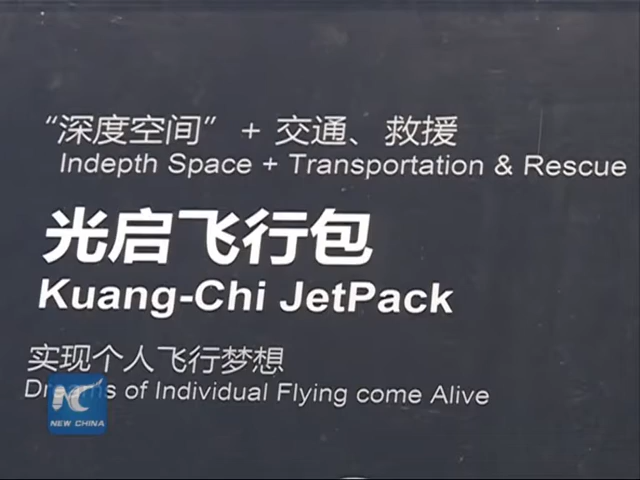 “深度空间” + 交通、救援
Indepth Space + Transportation & Rescue
光启飞行包
Kuang-Chi JetPack
实现个人飞行梦想
Dreams of Individual Flying come Alive
NEW CHINA